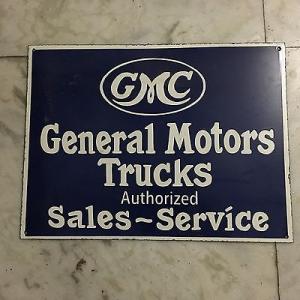 GMC
General Motors
Trucks
Authorized
Sales~Service